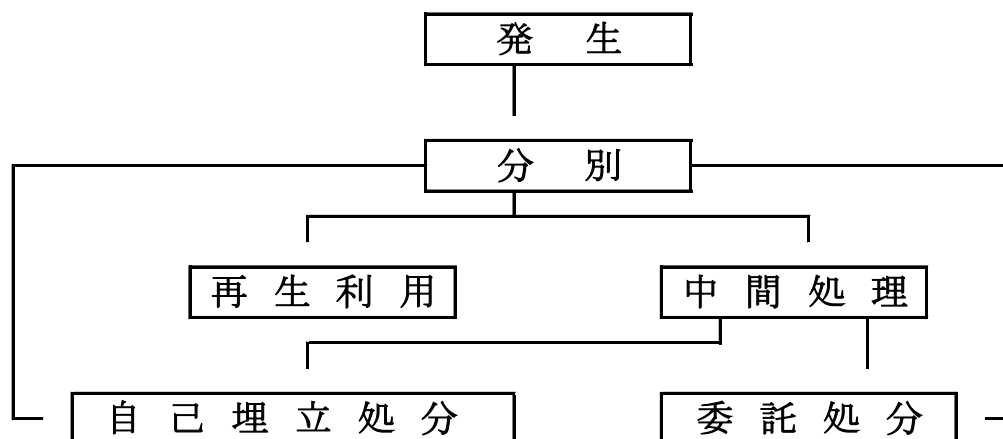 発生
分別
再生利用
中間処理
自己埋立処分
委託処分